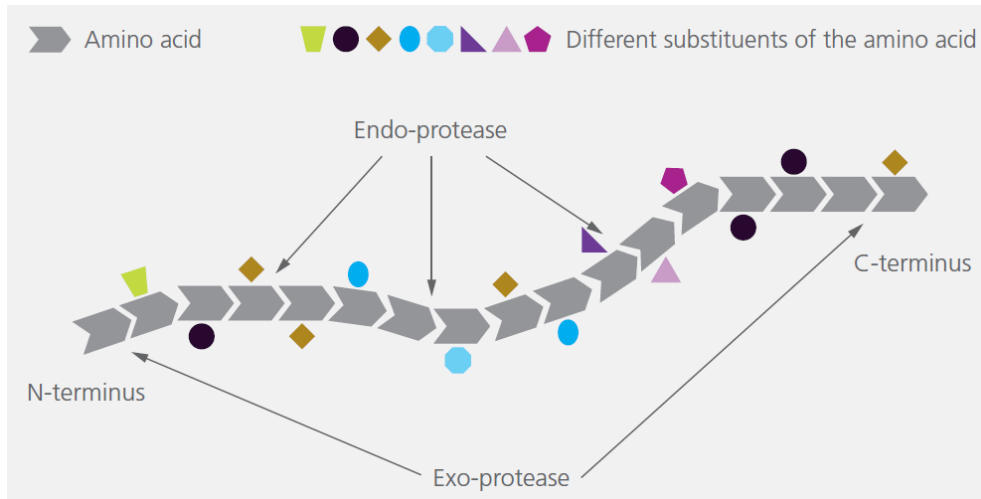 Amino acid
Different substituents of the amino acid
Endo-protease
C-terminus
N-terminus
Exo-protease